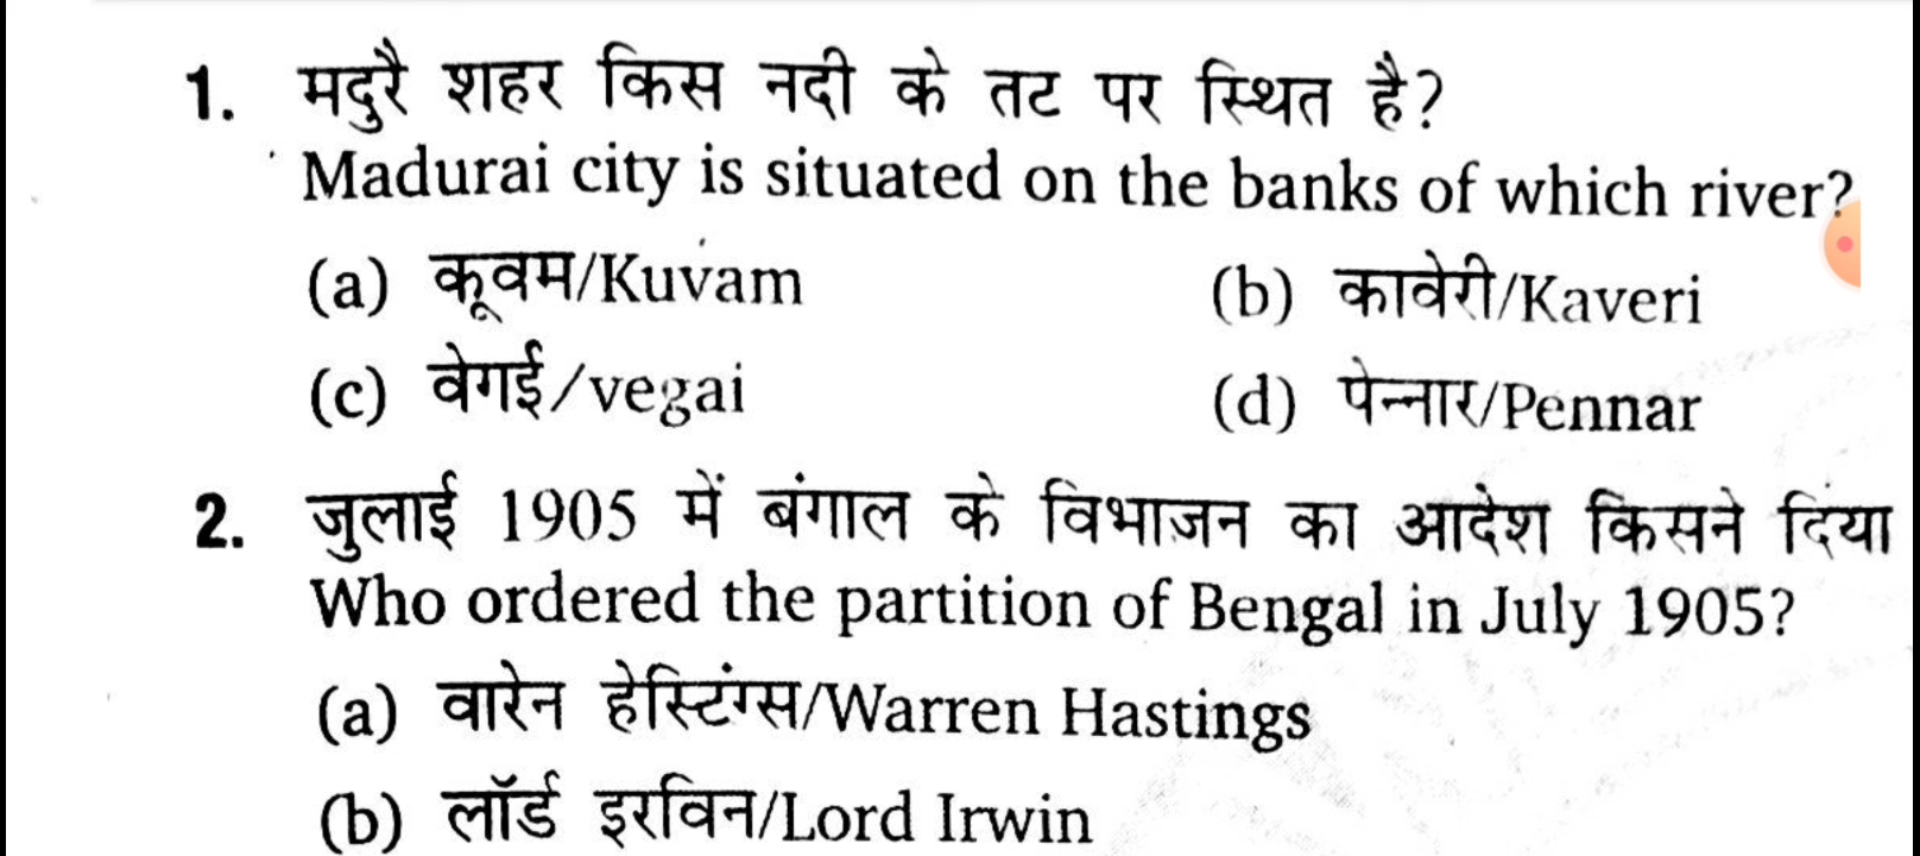 1. मदुरै शहर किस नदी के तट पर स्थित है?
Madurai city is situated on the banks of which river?
(a) कूवम/Kuvam (b) कावेरी/Kaveri
(c) वेगई/vegai (d) पेन्नार/Pennar
2. जुलाई 1905 में बंगाल के विभाजन का आदेश किसने दिया
Who ordered the partition of Bengal in July 1905?
(a) वारेन हेस्टिंग्स/Warren Hastings
(b) लॉर्ड इरविन/Lord Irwin